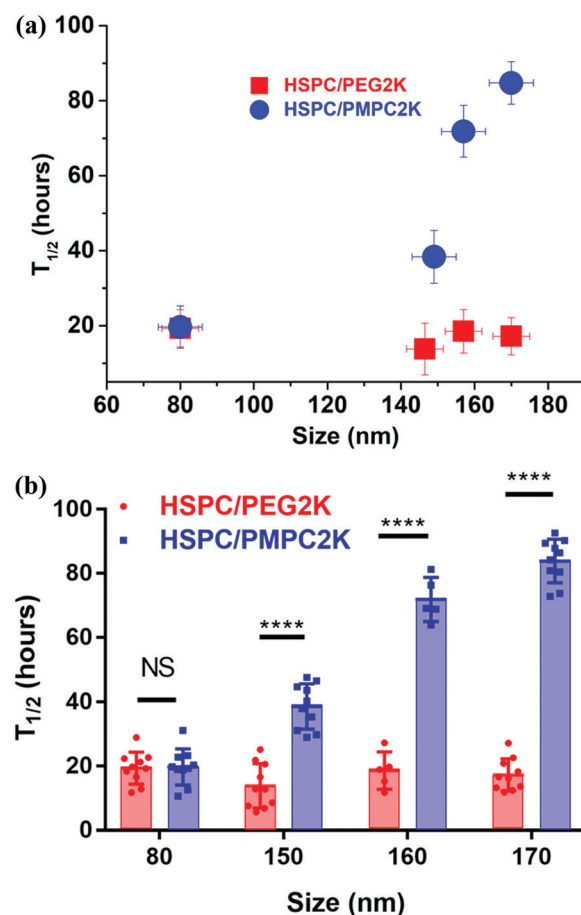 (a)
HSPC/PEG2K
HSPC/PMPC2K
100
80
60
40
20
T1/2 (hours)
60 80 100 120 140 160 180
Size (nm)
(b)
HSPC/PEG2K
HSPC/PMPC2K
100
80
60
40
20
0
T1/2 (hours)
NS
****
****
****
80 150 160 170
Size (nm)